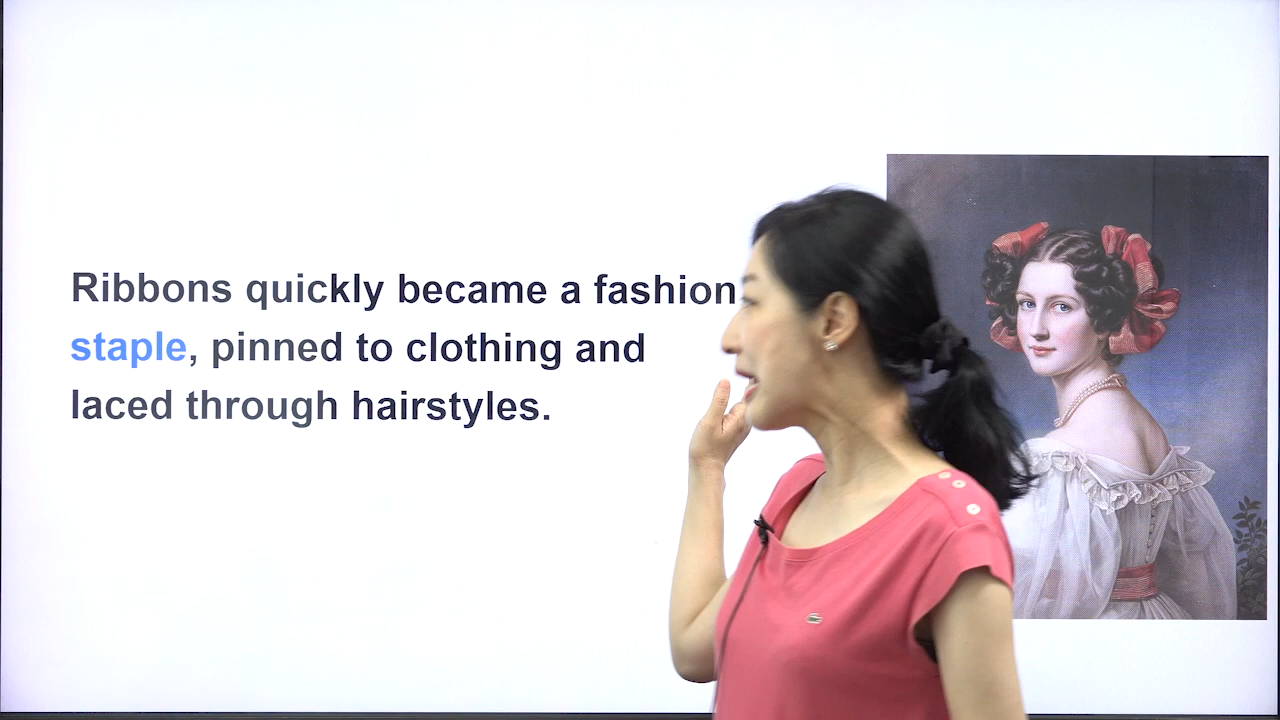 Ribbons quickly became a fashion
staple, pinned to clothing and
laced through hairstyles.